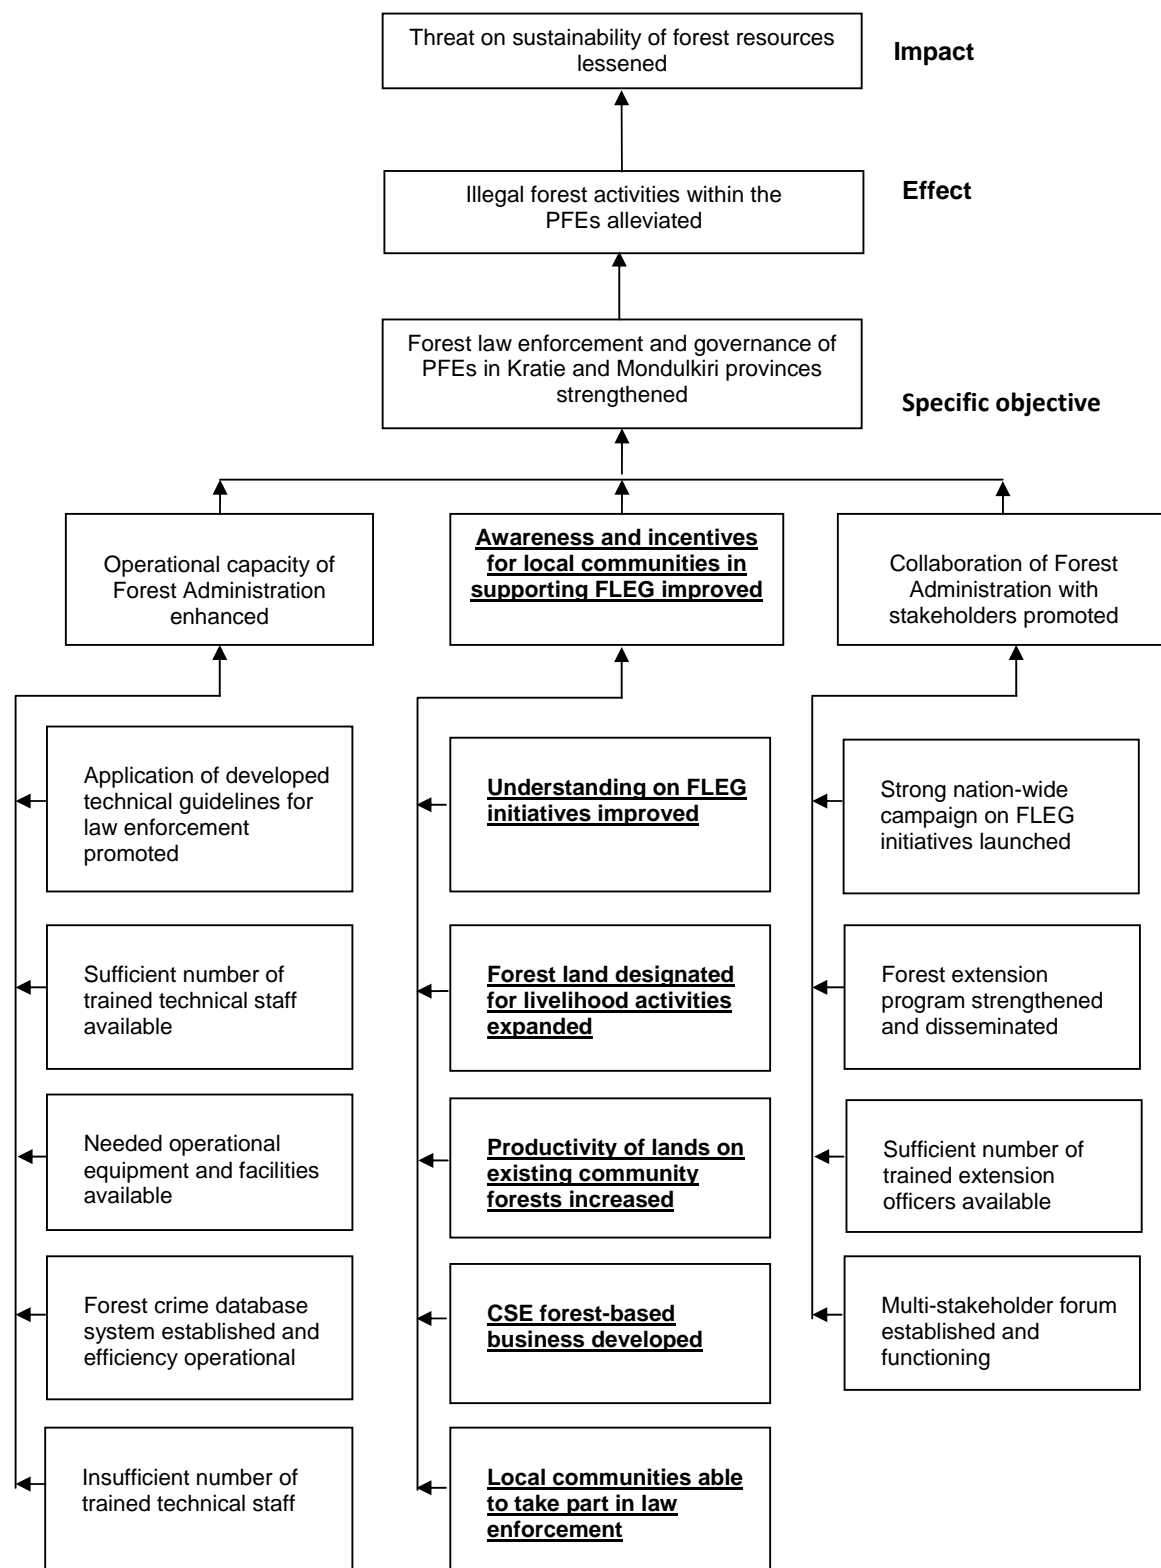 Threat on sustainability of forest resources
lessened
Impact
Illegal forest activities within the
PFEs alleviated
Effect
Forest law enforcement and governance of
PFEs in Kratie and Mondulkiri provinces
strengthened
Specific objective
Operational capacity of
Forest Administration
enhanced
Awareness and incentives
for local communities in
supporting FLEG improved
Collaboration of Forest
Administration with
stakeholders promoted
Application of developed
technical guidelines for
law enforcement
promoted
Understanding on FLEG
initiatives improved
Strong nation-wide
campaign on FLEG
initiatives launched
Sufficient number of
trained technical staff
available
Forest land designated
for livelihood activities
expanded
Forest extension
program strengthened
and disseminated
Needed operational
equipment and facilities
available
Productivity of lands on
existing community
forests increased
Sufficient number of
trained extension
officers available
Forest crime database
system established and
efficiency operational
CSE forest-based
business developed
Multi-stakeholder forum
established and
functioning
Insufficient number of
trained technical staff
Local communities able
to take part in law
enforcement